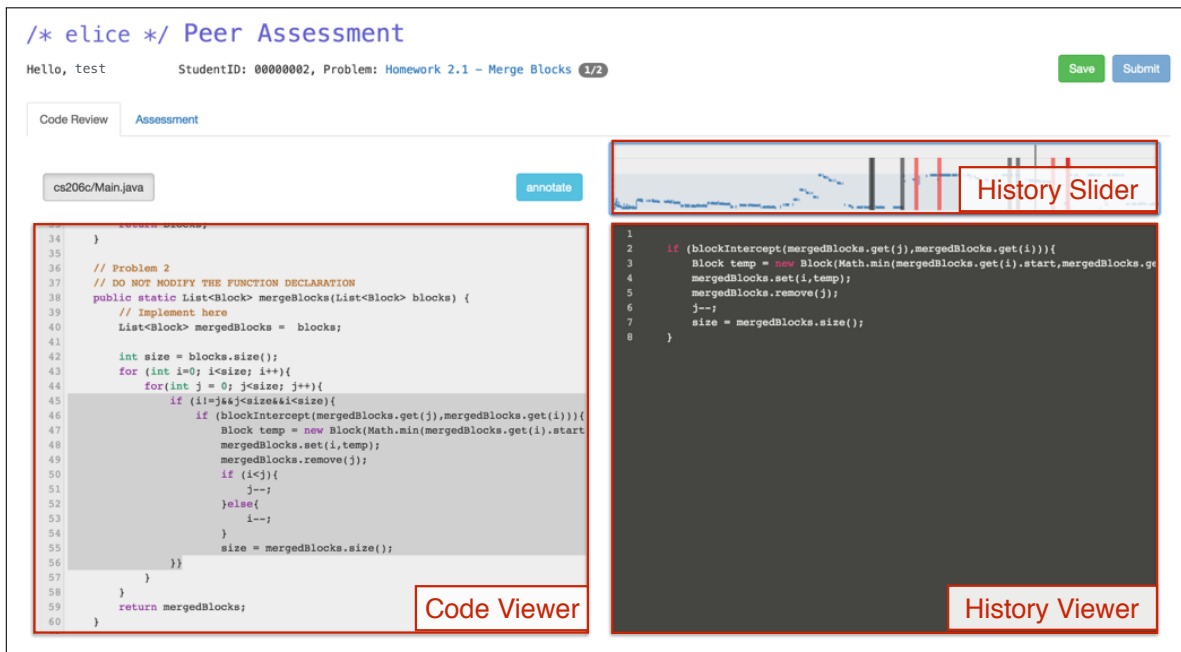 /* elice */ Peer Assessment
Hello, test StudentID: 00000002, Problem: Homework 2.1 - Merge Blocks 1/2
Save Submit
Code Review Assessment
cs206c/Main.java
annotate
History Slider
34 }
35
36 // Problem 2
37 // DO NOT MODIFY THE FUNCTION DECLARATION
38 public static List<Block> mergeBlocks(List<Block> blocks) {
39 // Implement here
40 List<Block> mergedBlocks = blocks;
41
42 int size = blocks.size();
43 for (int i=0; i<size; i++){
44 for(int j = 0; j<size; j++){
45 if (i!=j&&j<size&&i<size){
46 if (blockIntercept(mergedBlocks.get(j),mergedBlocks.get(i))){
47 Block temp = new Block(Math.min(mergedBlocks.get(i).start
48 mergedBlocks.set(i,temp);
49 mergedBlocks.remove(j);
50 if (i<j){
51 j--;
52 }else{
53 i--;
54 }
55 size = mergedBlocks.size();
56 }}
57 }
58 }
59 return mergedBlocks;
60 }
Code Viewer
1
2 if (blockIntercept(mergedBlocks.get(j),mergedBlocks.get(i))){
3 Block temp = new Block(Math.min(mergedBlocks.get(i).start,mergedBlocks.ge
4 mergedBlocks.set(i,temp);
5 mergedBlocks.remove(j);
6 j--;
7 size = mergedBlocks.size();
8 }
History Viewer